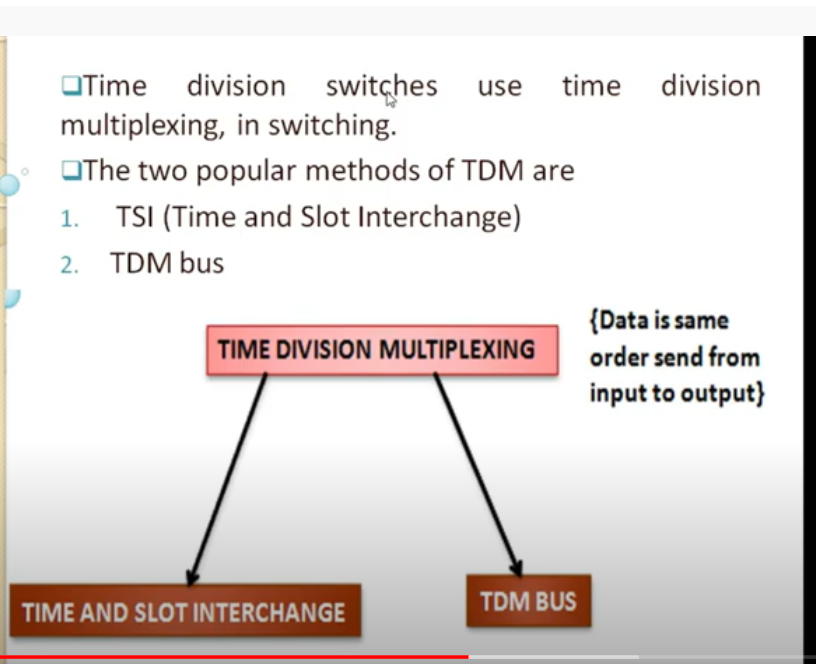 ❑Time division switches use time division
multiplexing, in switching.
❑The two popular methods of TDM are
1. TSI (Time and Slot Interchange)
2. TDM bus
{Data is same
order send from
input to output}
TIME DIVISION MULTIPLEXING
TIME AND SLOT INTERCHANGE
TDM BUS